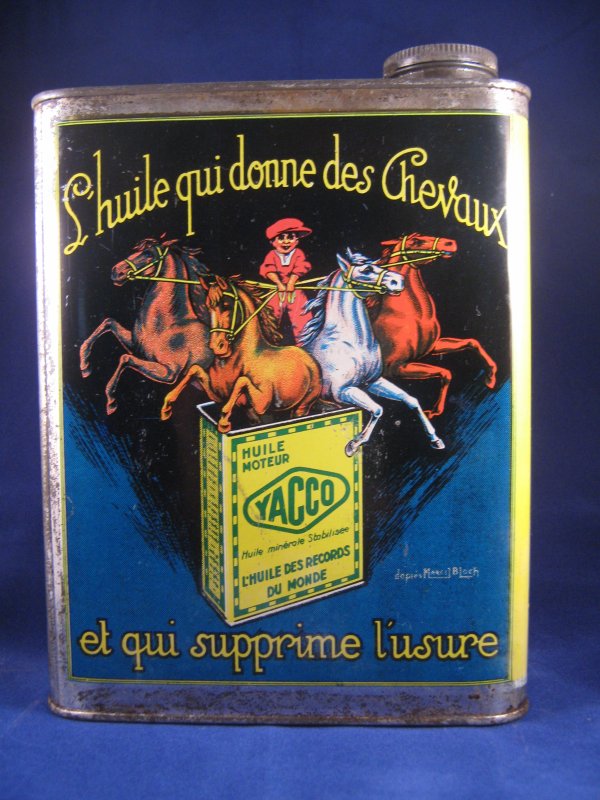 L'huile qui donne des Chevaux
HUILE
MOTEUR
YACCO
Huile minérale Stabilisée
L'HUILE DES RECORDS
DU MONDE
d'après Marcel Bloch
et qui supprime l'usure